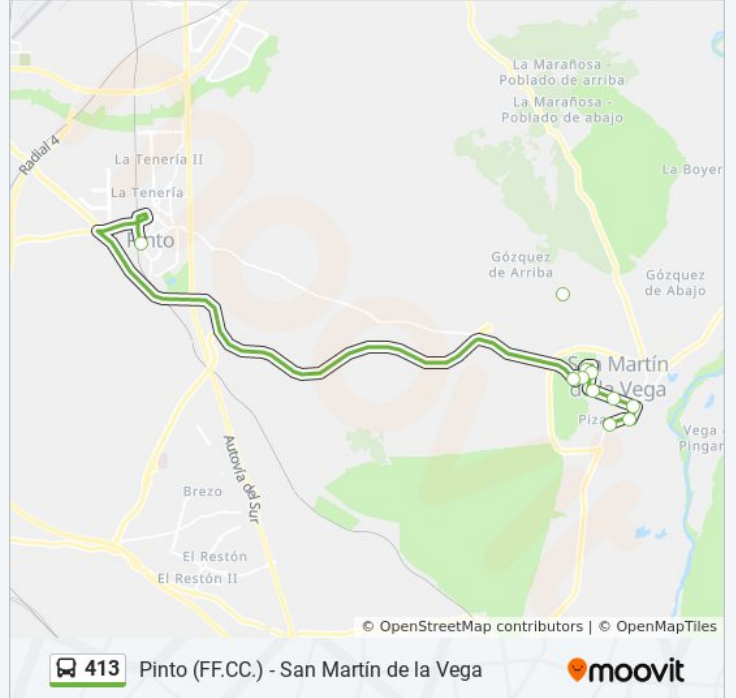 La Marañosa -
Poblado de arriba
La Marañosa -
Poblado de abajo
Radial 4
La Tenería II
La Boyer
La Tenería
Pinto
Gózquez
de Arriba
Gózquez
de Abajo
San Martín
de la Vega
Piza
Vega
Pingar
Autovía del Sur
Brezo
El Restón
El Restón II
© OpenStreetMap contributors | © OpenMapTiles
413 Pinto (FF.CC.) - San Martín de la Vega
moovit